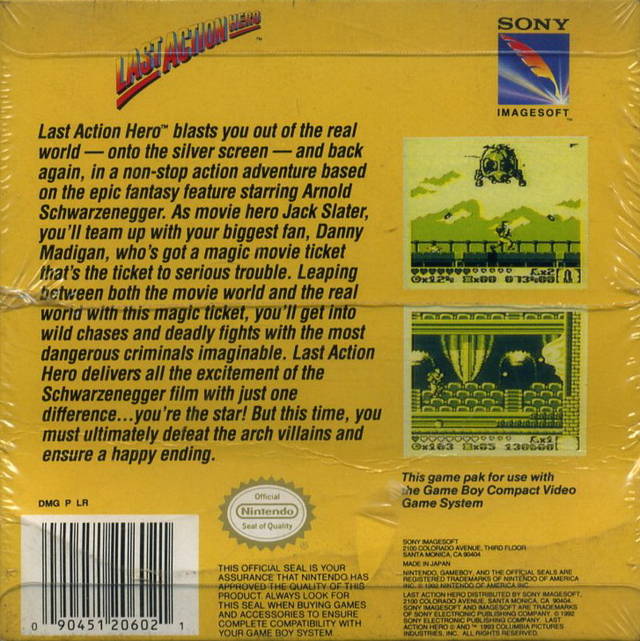 LAST ACTION HERO™
SONY
IMAGESOFT™
Last Action Hero™ blasts you out of the real
world — onto the silver screen — and back
again, in a non-stop action adventure based
on the epic fantasy feature starring Arnold
Schwarzenegger. As movie hero Jack Slater,
you'll team up with your biggest fan, Danny
Madigan, who's got a magic movie ticket
that's the ticket to serious trouble. Leaping
between both the movie world and the real
world with this magic ticket, you'll get into
wild chases and deadly fights with the most
dangerous criminals imaginable. Last Action
Hero delivers all the excitement of the
Schwarzenegger film with just one
difference...you're the star! But this time, you
must ultimately defeat the arch villains and
ensure a happy ending.
This game pak for use with
the Game Boy Compact Video
Game System
DMG P LR
0 90451 20602 1
Official
Nintendo
Seal of Quality
®
THIS OFFICIAL SEAL IS YOUR
ASSURANCE THAT NINTENDO HAS
APPROVED THE QUALITY OF THIS
PRODUCT. ALWAYS LOOK FOR
THIS SEAL WHEN BUYING GAMES
AND ACCESSORIES TO ENSURE
COMPLETE COMPATIBILITY WITH
YOUR GAME BOY SYSTEM.
SONY IMAGESOFT
2100 COLORADO AVENUE, THIRD FLOOR
SANTA MONICA, CA 90404
MADE IN JAPAN
NINTENDO, GAMEBOY, AND THE OFFICIAL SEALS ARE
REGISTERED TRADEMARKS OF NINTENDO OF AMERICA
INC. © 1992 NINTENDO OF AMERICA INC.
LAST ACTION HERO DISTRIBUTED BY SONY IMAGESOFT,
2100 COLORADO AVENUE, SANTA MONICA, CA 90404.
SONY IMAGESOFT AND IMAGESOFT ARE TRADEMARKS
OF SONY ELECTRONIC PUBLISHING COMPANY. © 1992
SONY ELECTRONIC PUBLISHING COMPANY. LAST
ACTION HERO © AND ™ 1993 COLUMBIA PICTURES
INDUSTRIES, INC. ALL RIGHTS RESERVED.